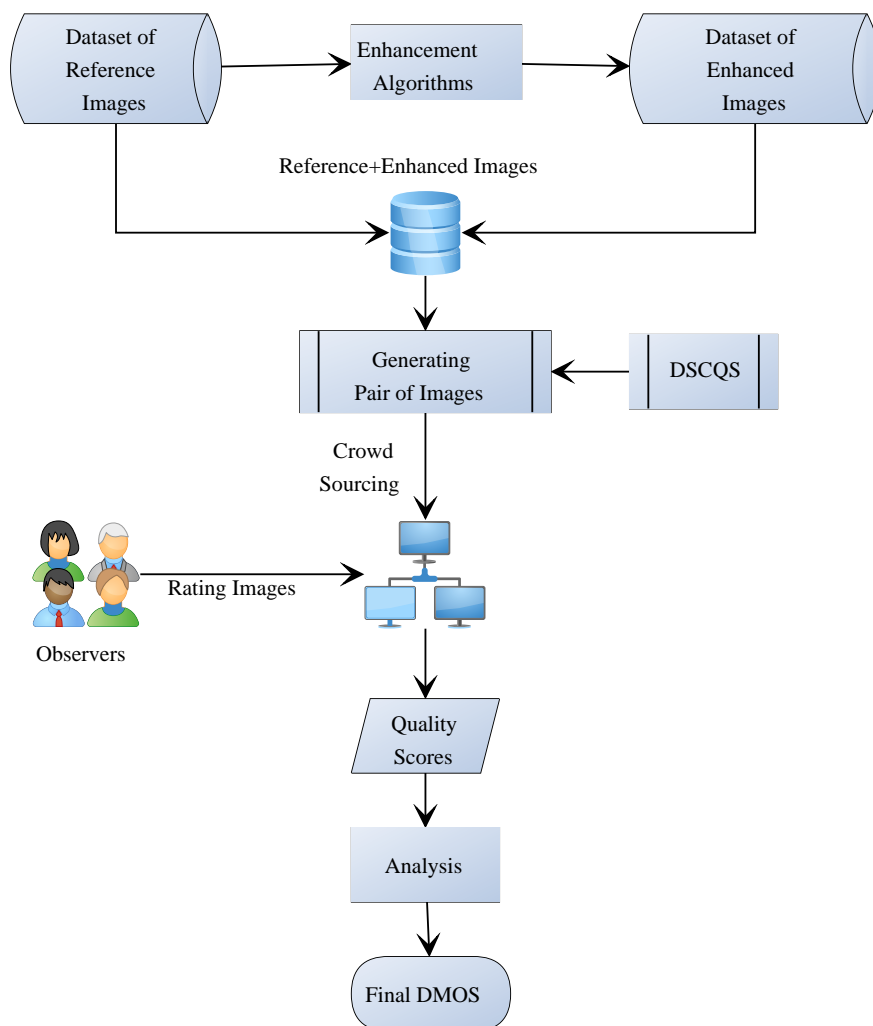 Dataset of
Reference
Images
Enhancement
Algorithms
Dataset of
Enhanced
Images
Reference+Enhanced Images
Generating
Pair of Images
DSCQS
Crowd
Sourcing
Rating Images
Observers
Quality
Scores
Analysis
Final DMOS